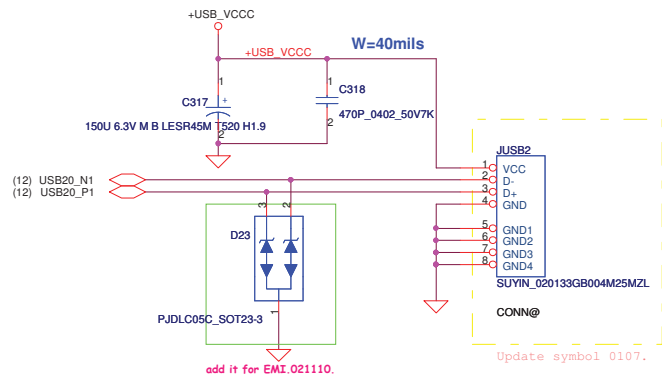 +USB_VCCC
+USB_VCCC
W=40mils
1
C317
+
150U 6.3V M B LESR45M T520 H1.9
2
1
C318
470P_0402_50V7K
2
(12) USB20_N1
(12) USB20_P1
JUSB2
1 VCC
2 D-
3 D+
4 GND
5 GND1
6 GND2
7 GND3
8 GND4
SUYIN_020133GB004M25MZL
CONN@
3 2
D23
1
PJDLC05C_SOT23-3
add it for EMI.021110.
Update symbol 0107.